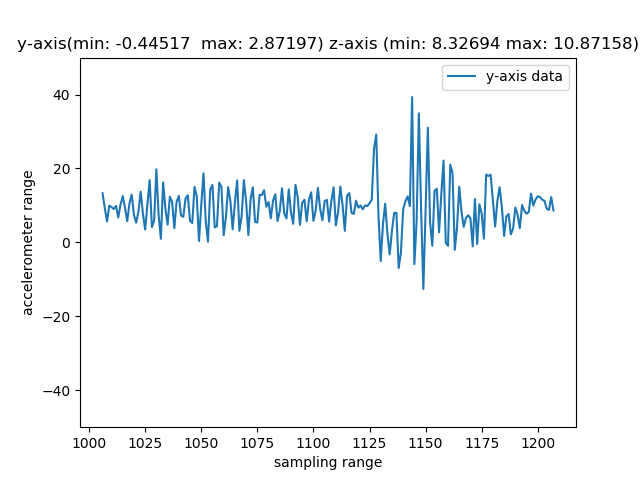 y-axis(min: -0.44517  max: 2.87197) z-axis (min: 8.32694 max: 10.87158)
y-axis data
accelerometer range
40
20
0
−20
−40
1000 1025 1050 1075 1100 1125 1150 1175 1200
sampling range